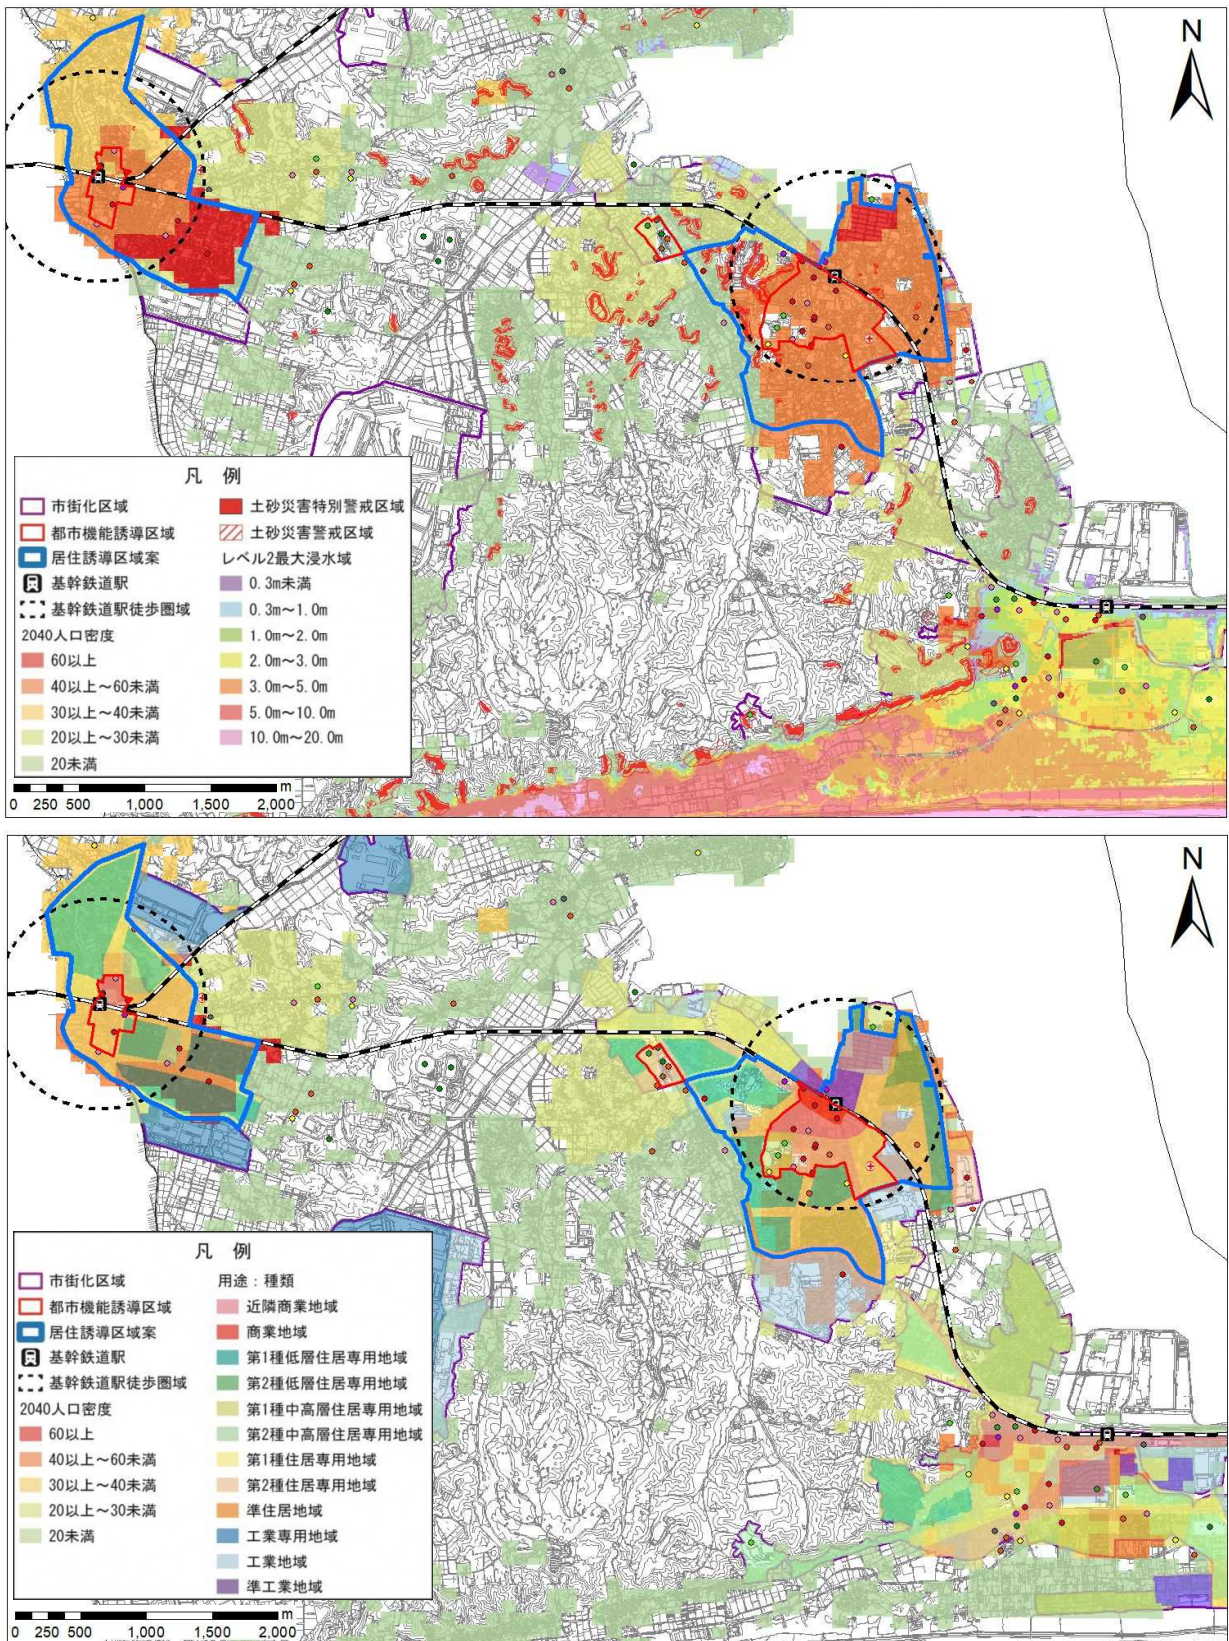 N
凡 例
市街化区域
都市機能誘導区域
居住誘導区域案
基幹鉄道駅
基幹鉄道駅徒歩圏域
2040人口密度
60以上
40以上～60未満
30以上～40未満
20以上～30未満
20未満
土砂災害特別警戒区域
土砂災害警戒区域
レベル2最大浸水域
0.3m未満
0.3m～1.0m
1.0m～2.0m
2.0m～3.0m
3.0m～5.0m
5.0m～10.0m
10.0m～20.0m
0 250 500 1,000 1,500 2,000 m
N
凡 例
市街化区域
都市機能誘導区域
居住誘導区域案
基幹鉄道駅
基幹鉄道駅徒歩圏域
2040人口密度
60以上
40以上～60未満
30以上～40未満
20以上～30未満
20未満
用途：種類
近隣商業地域
商業地域
第1種低層住居専用地域
第2種低層住居専用地域
第1種中高層住居専用地域
第2種中高層住居専用地域
第1種住居専用地域
第2種住居専用地域
準住居地域
工業専用地域
工業地域
準工業地域
0 250 500 1,000 1,500 2,000 m